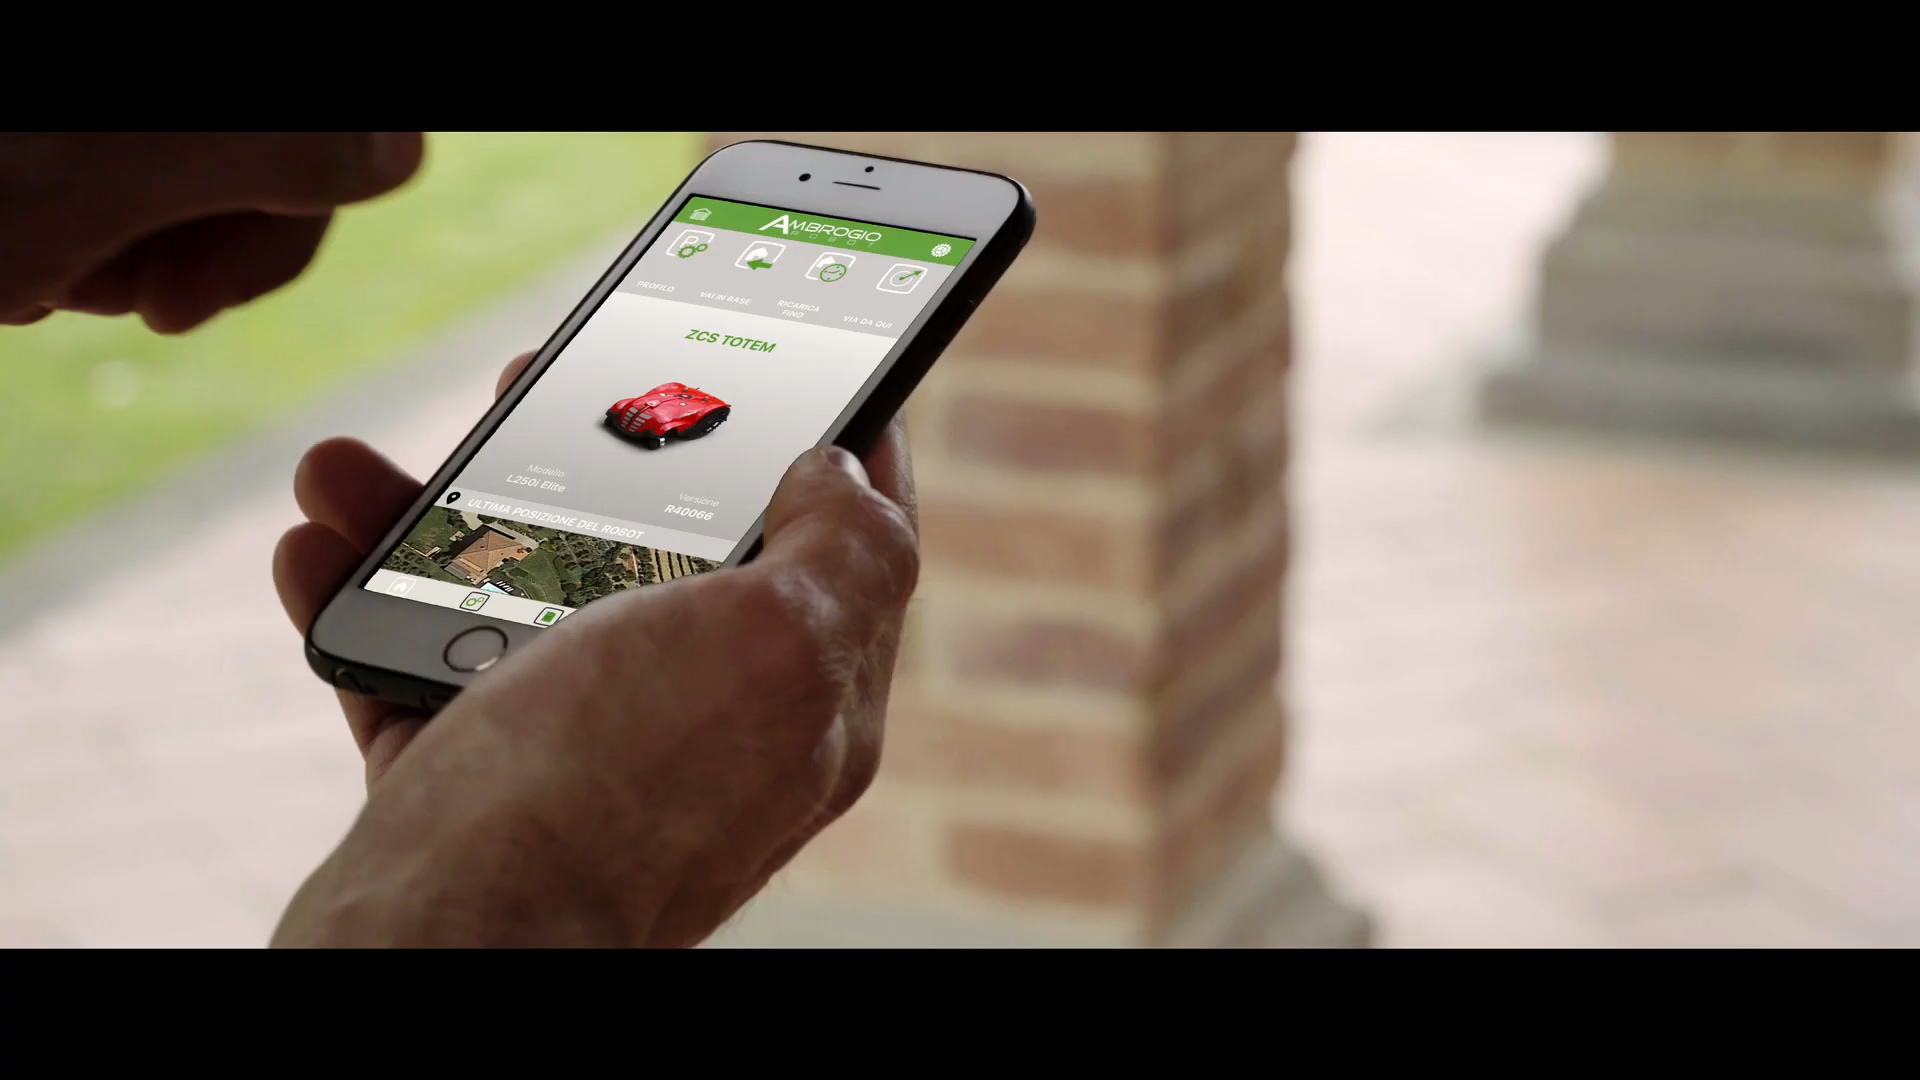 AMBROGIO
ROBOT
P
PROFILO
VAI IN BASE
RICARICA
FINO
VIA DA QUI
ZCS TOTEM
Modello
L250i Elite
Versione
R40066
ULTIMA POSIZIONE DEL ROBOT